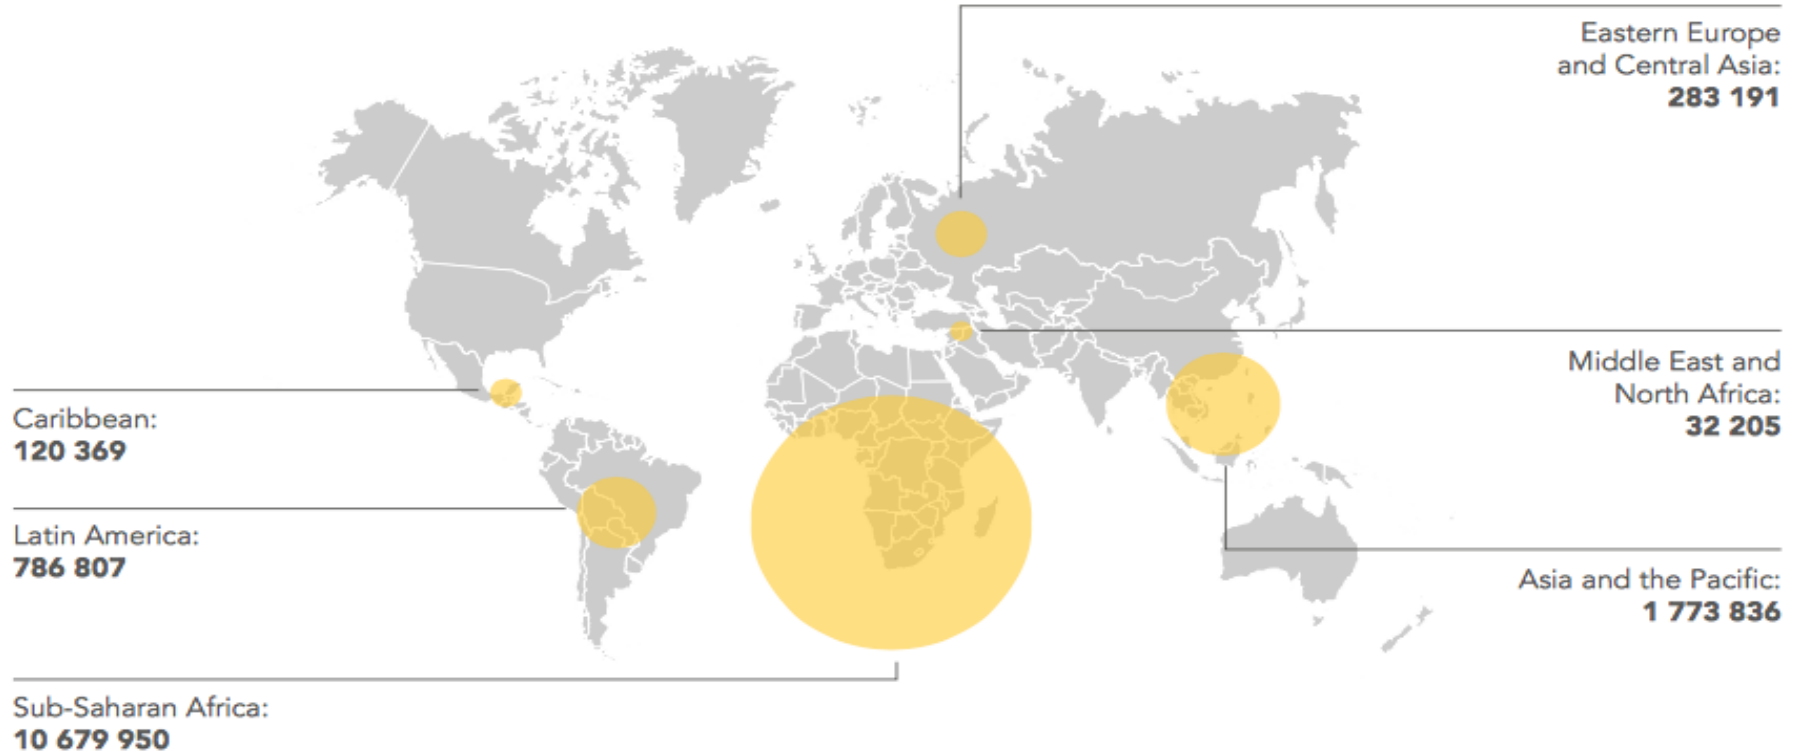 Eastern Europe
and Central Asia:
283 191
Middle East and
North Africa:
32 205
Caribbean:
120 369
Latin America:
786 807
Asia and the Pacific:
1 773 836
Sub-Saharan Africa:
10 679 950